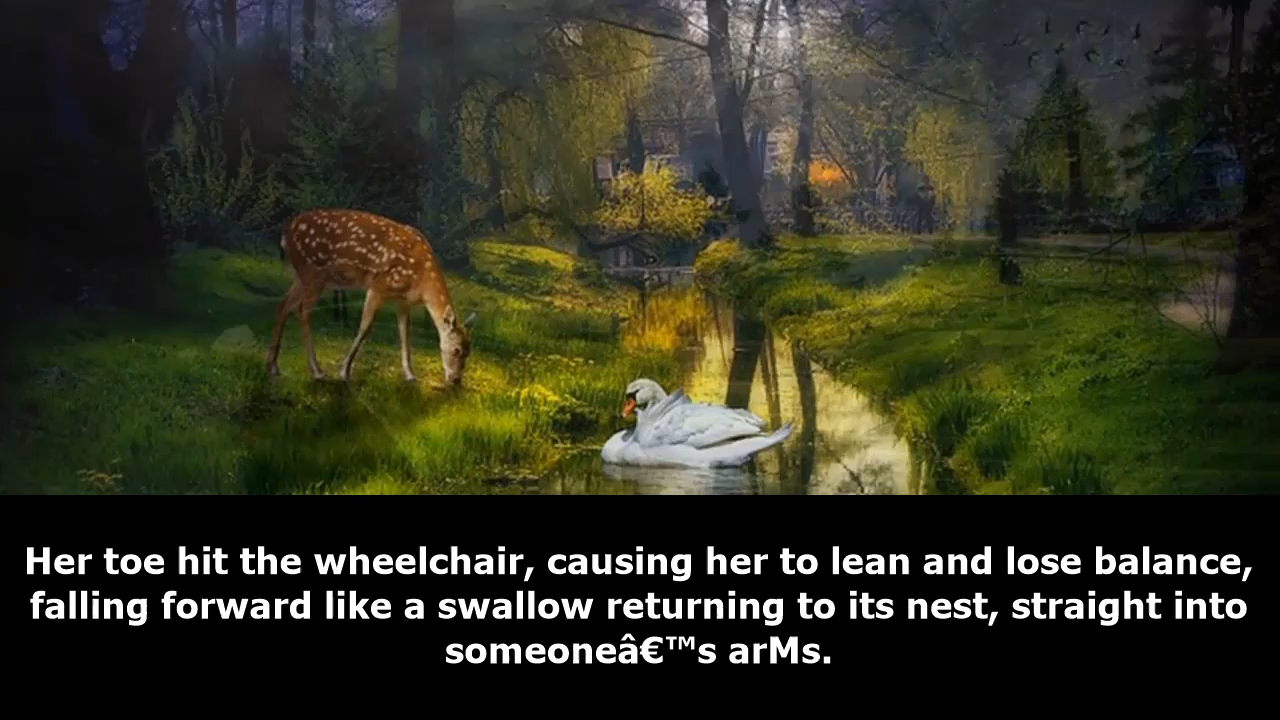 Her toe hit the wheelchair, causing her to lean and lose balance,
falling forward like a swallow returning to its nest, straight into
someoneâ€™s arMs.